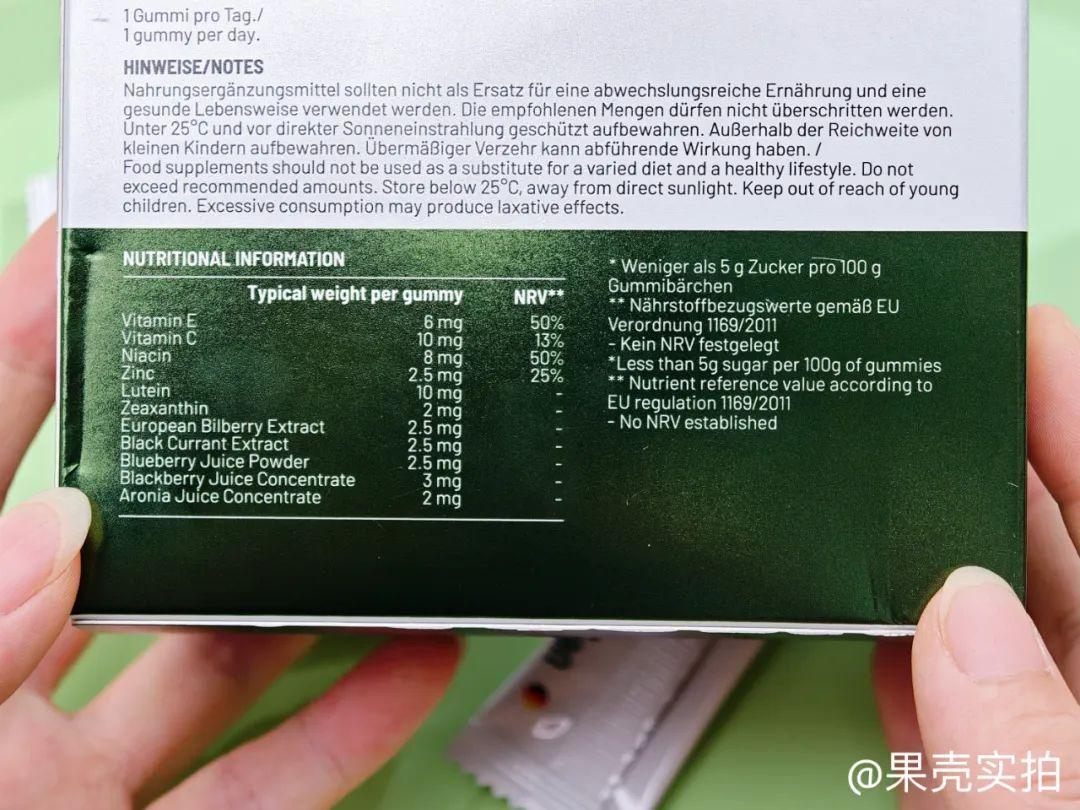 1 Gummi pro Tag./
1 gummy per day.
HINWEISE/NOTES
Nahrungsergänzungsmittel sollten nicht als Ersatz für eine abwechslungsreiche Ernährung und eine
gesunde Lebensweise verwendet werden. Die empfohlenen Mengen dürfen nicht überschritten werden.
Unter 25°C und vor direkter Sonneneinstrahlung geschützt aufbewahren. Außerhalb der Reichweite von
kleinen Kindern aufbewahren. Übermäßiger Verzehr kann abführende Wirkung haben. /
Food supplements should not be used as a substitute for a varied diet and a healthy lifestyle. Do not
exceed recommended amounts. Store below 25°C, away from direct sunlight. Keep out of reach of young
children. Excessive consumption may produce laxative effects.
NUTRITIONAL INFORMATION
Typical weight per gummy NRV**
Vitamin E 6 mg 50%
Vitamin C 10 mg 13%
Niacin 8 mg 50%
Zinc 2.5 mg 25%
Lutein 10 mg -
Zeaxanthin 2 mg -
European Bilberry Extract 2.5 mg -
Black Currant Extract 2.5 mg -
Blueberry Juice Powder 2.5 mg -
Blackberry Juice Concentrate 3 mg -
Aronia Juice Concentrate 2 mg -
* Weniger als 5 g Zucker pro 100 g
Gummibärchen
** Nährstoffbezugswerte gemäß EU
Verordnung 1169/2011
- Kein NRV festgelegt
*Less than 5g sugar per 100g of gummies
** Nutrient reference value according to
EU regulation 1169/2011
- No NRV established
@果壳实拍